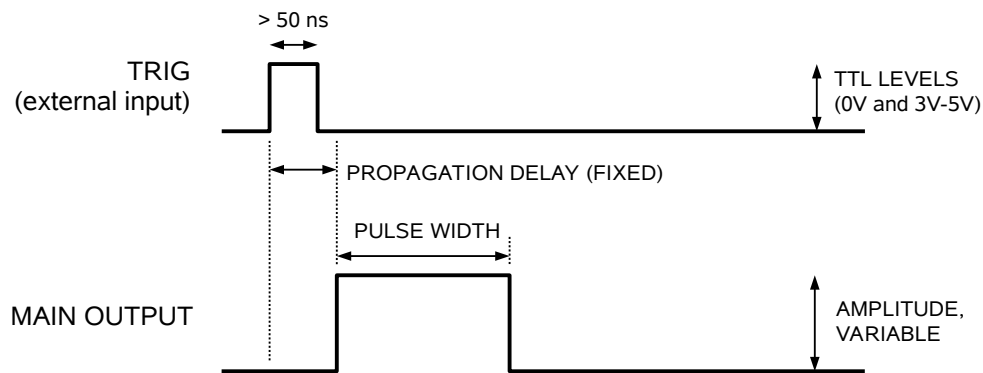 > 50 ns
TRIG
(external input)
TTL LEVELS
(0V and 3V-5V)
PROPAGATION DELAY (FIXED)
PULSE WIDTH
MAIN OUTPUT
AMPLITUDE,
VARIABLE